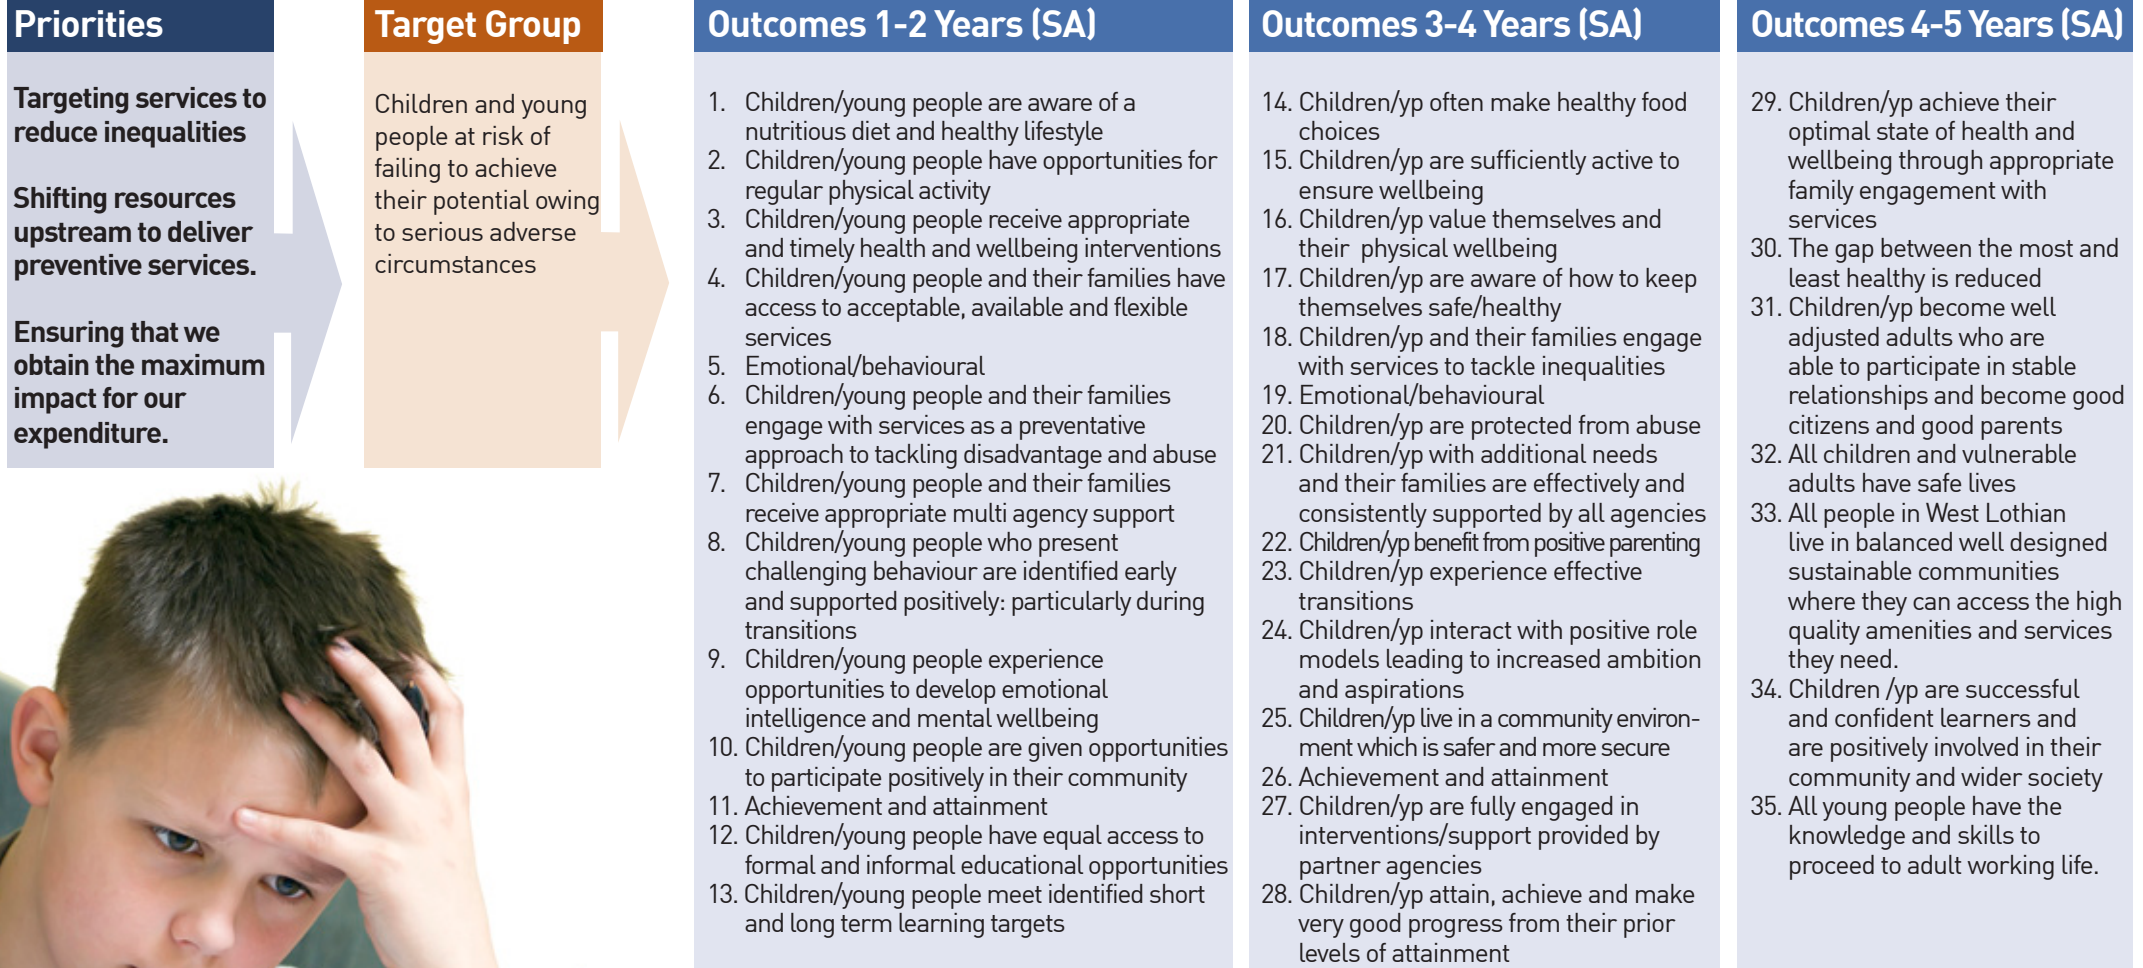 Priorities
Targeting services to
reduce inequalities
Shifting resources
upstream to deliver
preventive services.
Ensuring that we
obtain the maximum
impact for our
expenditure.
Target Group
Children and young
people at risk of
failing to achieve
their potential owing
to serious adverse
circumstances
Outcomes 1-2 Years (SA)
1. Children/young people are aware of a
nutritious diet and healthy lifestyle
2. Children/young people have opportunities for
regular physical activity
3. Children/young people receive appropriate
and timely health and wellbeing interventions
4. Children/young people and their families have
access to acceptable, available and flexible
services
5. Emotional/behavioural
6. Children/young people and their families
engage with services as a preventative
approach to tackling disadvantage and abuse
7. Children/young people and their families
receive appropriate multi agency support
8. Children/young people who present
challenging behaviour are identified early
and supported positively: particularly during
transitions
9. Children/young people experience
opportunities to develop emotional
intelligence and mental wellbeing
10. Children/young people are given opportunities
to participate positively in their community
11. Achievement and attainment
12. Children/young people have equal access to
formal and informal educational opportunities
13. Children/young people meet identified short
and long term learning targets
Outcomes 3-4 Years (SA)
14. Children/yp often make healthy food
choices
15. Children/yp are sufficiently active to
ensure wellbeing
16. Children/yp value themselves and
their physical wellbeing
17. Children/yp are aware of how to keep
themselves safe/healthy
18. Children/yp and their families engage
with services to tackle inequalities
19. Emotional/behavioural
20. Children/yp are protected from abuse
21. Children/yp with additional needs
and their families are effectively and
consistently supported by all agencies
22. Children/yp benefit from positive parenting
23. Children/yp experience effective
transitions
24. Children/yp interact with positive role
models leading to increased ambition
and aspirations
25. Children/yp live in a community environ-
ment which is safer and more secure
26. Achievement and attainment
27. Children/yp are fully engaged in
interventions/support provided by
partner agencies
28. Children/yp attain, achieve and make
very good progress from their prior
levels of attainment
Outcomes 4-5 Years (SA)
29. Children/yp achieve their
optimal state of health and
wellbeing through appropriate
family engagement with
services
30. The gap between the most and
least healthy is reduced
31. Children/yp become well
adjusted adults who are
able to participate in stable
relationships and become good
citizens and good parents
32. All children and vulnerable
adults have safe lives
33. All people in West Lothian
live in balanced well designed
sustainable communities
where they can access the high
quality amenities and services
they need.
34. Children /yp are successful
and confident learners and
are positively involved in their
community and wider society
35. All young people have the
knowledge and skills to
proceed to adult working life.